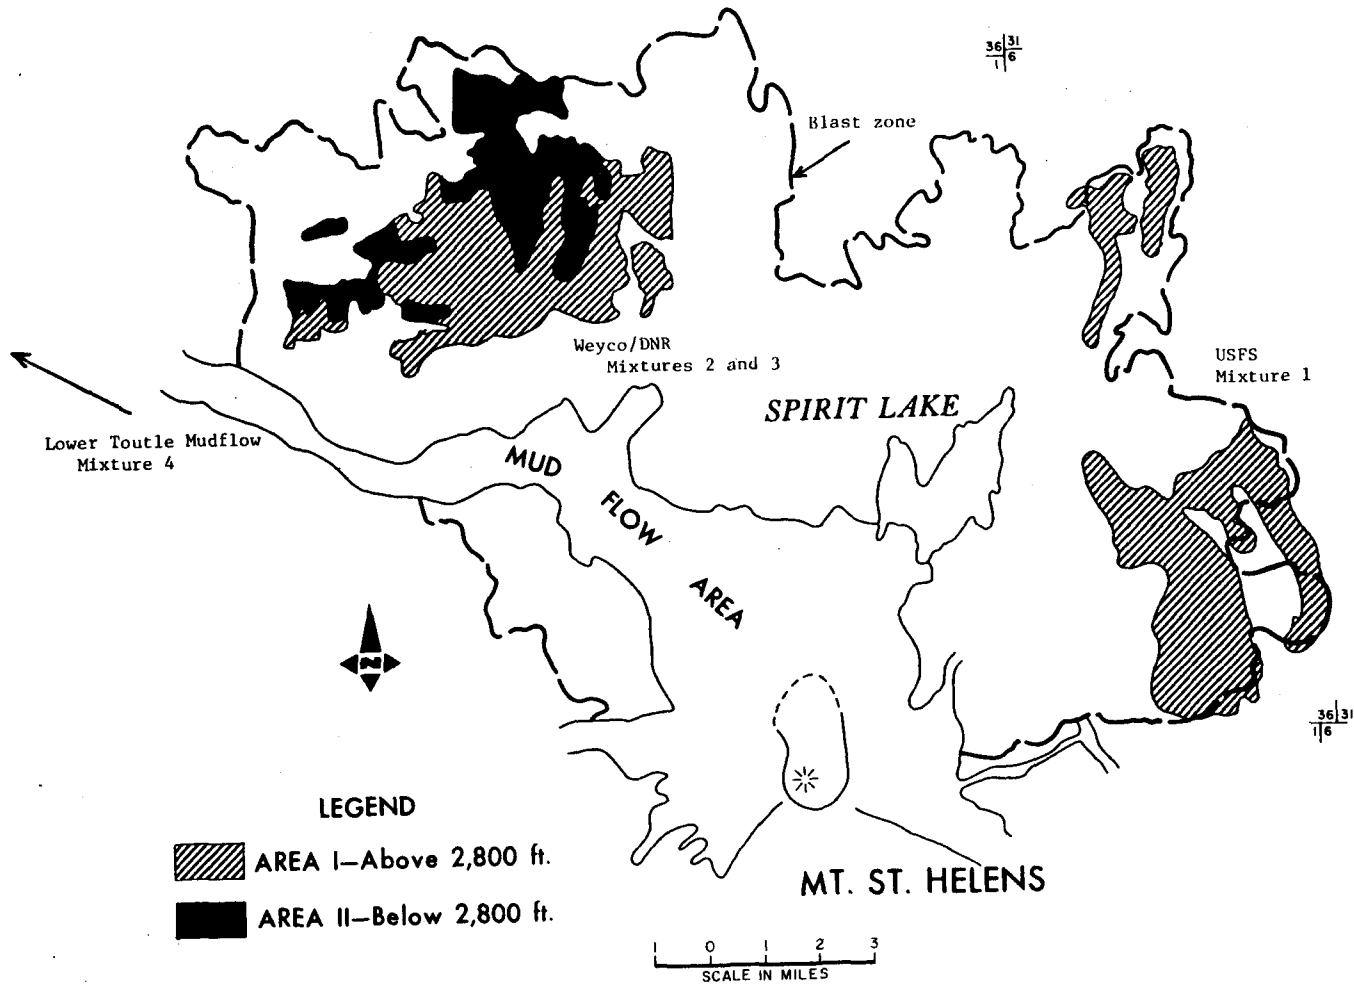 36 31
1 6
Blast zone
Weyco/DNR
Mixtures 2 and 3
USFS
Mixture 1
SPIRIT LAKE
Lower Toutle Mudflow
Mixture 4
MUD
FLOW
AREA
N
36 31
1 6
LEGEND
AREA I—Above 2,800 ft.
AREA II—Below 2,800 ft.
MT. ST. HELENS
1 0 1 2 3
SCALE IN MILES